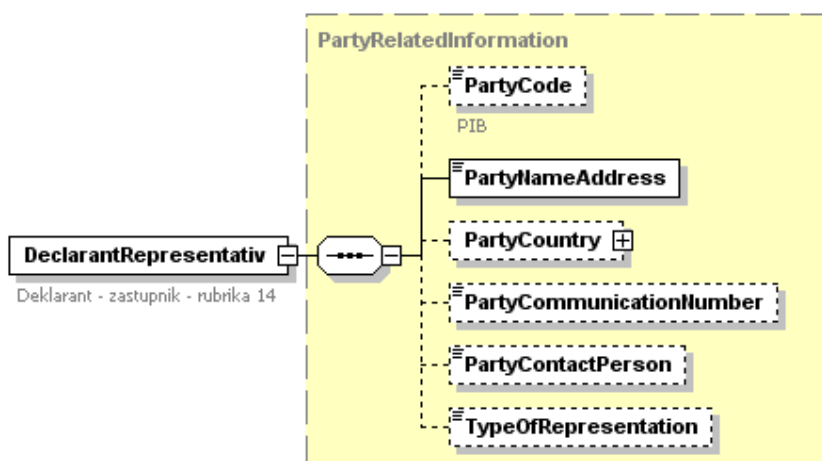 PartyRelatedInformation
PartyCode
PIB
PartyNameAddress
PartyCountry
DeclarantRepresentativ
Deklarant - zastupnik - rubrika 14
PartyCommunicationNumber
PartyContactPerson
TypeOfRepresentation